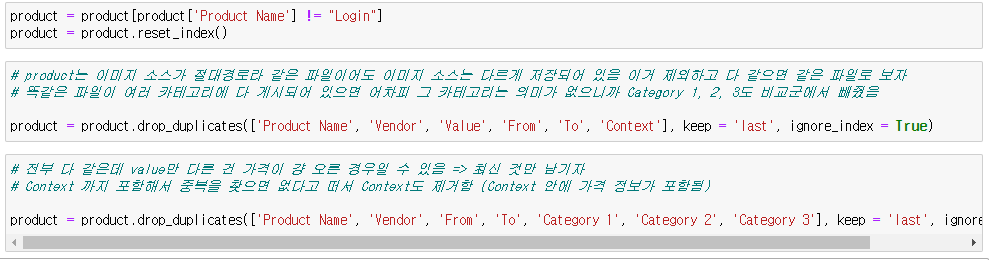 product = product[product['Product Name'] != "Login"]
product = product.reset_index()
# product는 이미지 소스가 절대경로라 같은 파일이어도 이미지 소스는 다르게 저장되어 있을 이거 제외하고 다 같으면 같은 파일로 보자
# 똑같은 파일이 여러 카테고리에 다 게시되어 있으면 어차피 그 카테고리는 의미가 없으니까 Category 1, 2, 3도 비교군에서 빼줬음
product = product.drop_duplicates(['Product Name', 'Vendor', 'Value', 'From', 'To', 'Context'], keep = 'last', ignore_index = True)
# 전부 다 같은데 value만 다른 건 가격이 걍 오른 경우일 수 있음 => 최신 것만 남기자
# Context 까지 포함해서 중복을 찾으면 없다고 떠서 Context도 제거함 (Context 안에 가격 정보가 포함됨)
product = product.drop_duplicates(['Product Name', 'Vendor', 'From', 'To', 'Category 1', 'Category 2', 'Category 3'], keep = 'last', ignore